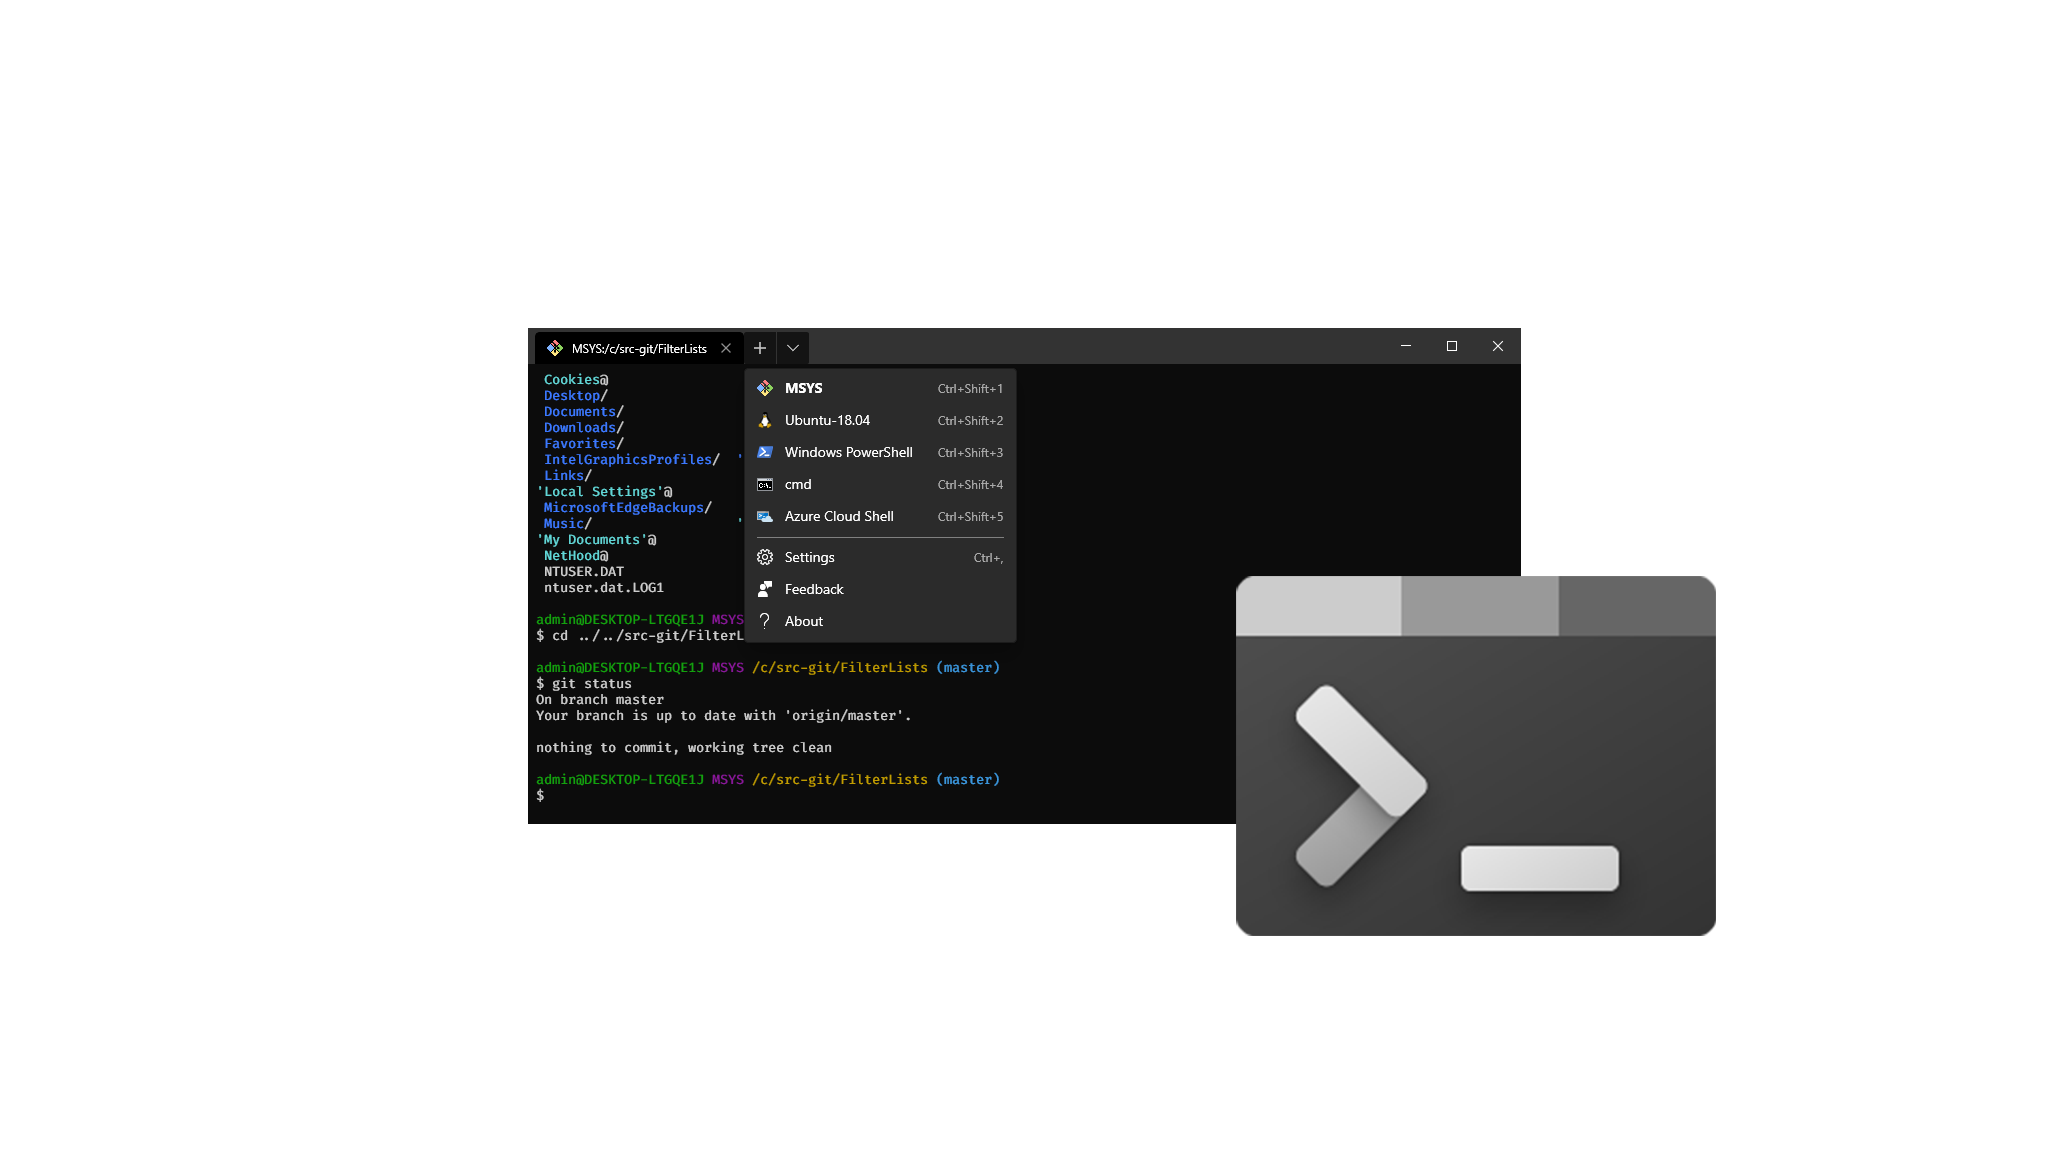 MSYS:/c/src-git/FilterLists
MSYS Ctrl+Shift+1
Ubuntu-18.04 Ctrl+Shift+2
Windows PowerShell Ctrl+Shift+3
cmd Ctrl+Shift+4
Azure Cloud Shell Ctrl+Shift+5
Settings Ctrl+,
Feedback
About
Cookies@
Desktop/
Documents/
Downloads/
Favorites/
IntelGraphicsProfiles/ '
Links/
'Local Settings'@
MicrosoftEdgeBackups/
Music/ '
'My Documents'@
NetHood@
NTUSER.DAT
ntuser.dat.LOG1
admin@DESKTOP-LTGQE1J MSYS
$ cd ../../src-git/FilterL
admin@DESKTOP-LTGQE1J MSYS /c/src-git/FilterLists (master)
$ git status
On branch master
Your branch is up to date with 'origin/master'.
nothing to commit, working tree clean
admin@DESKTOP-LTGQE1J MSYS /c/src-git/FilterLists (master)
$